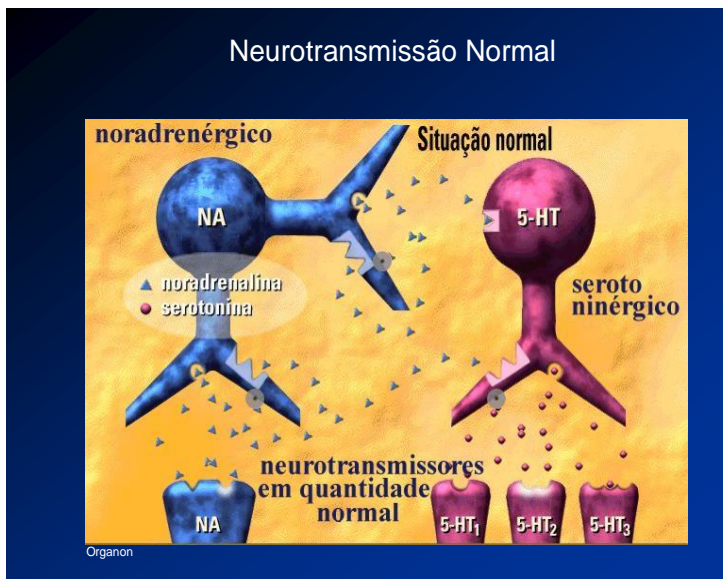 Neurotransmissão Normal
noradrenérgico
Situação normal
NA
5-HT
noradrenalina
serotonina
seroto
ninérgico
neurotransmissores
em quantidade
normal
NA
5-HT1
5-HT2
5-HT3
Organon